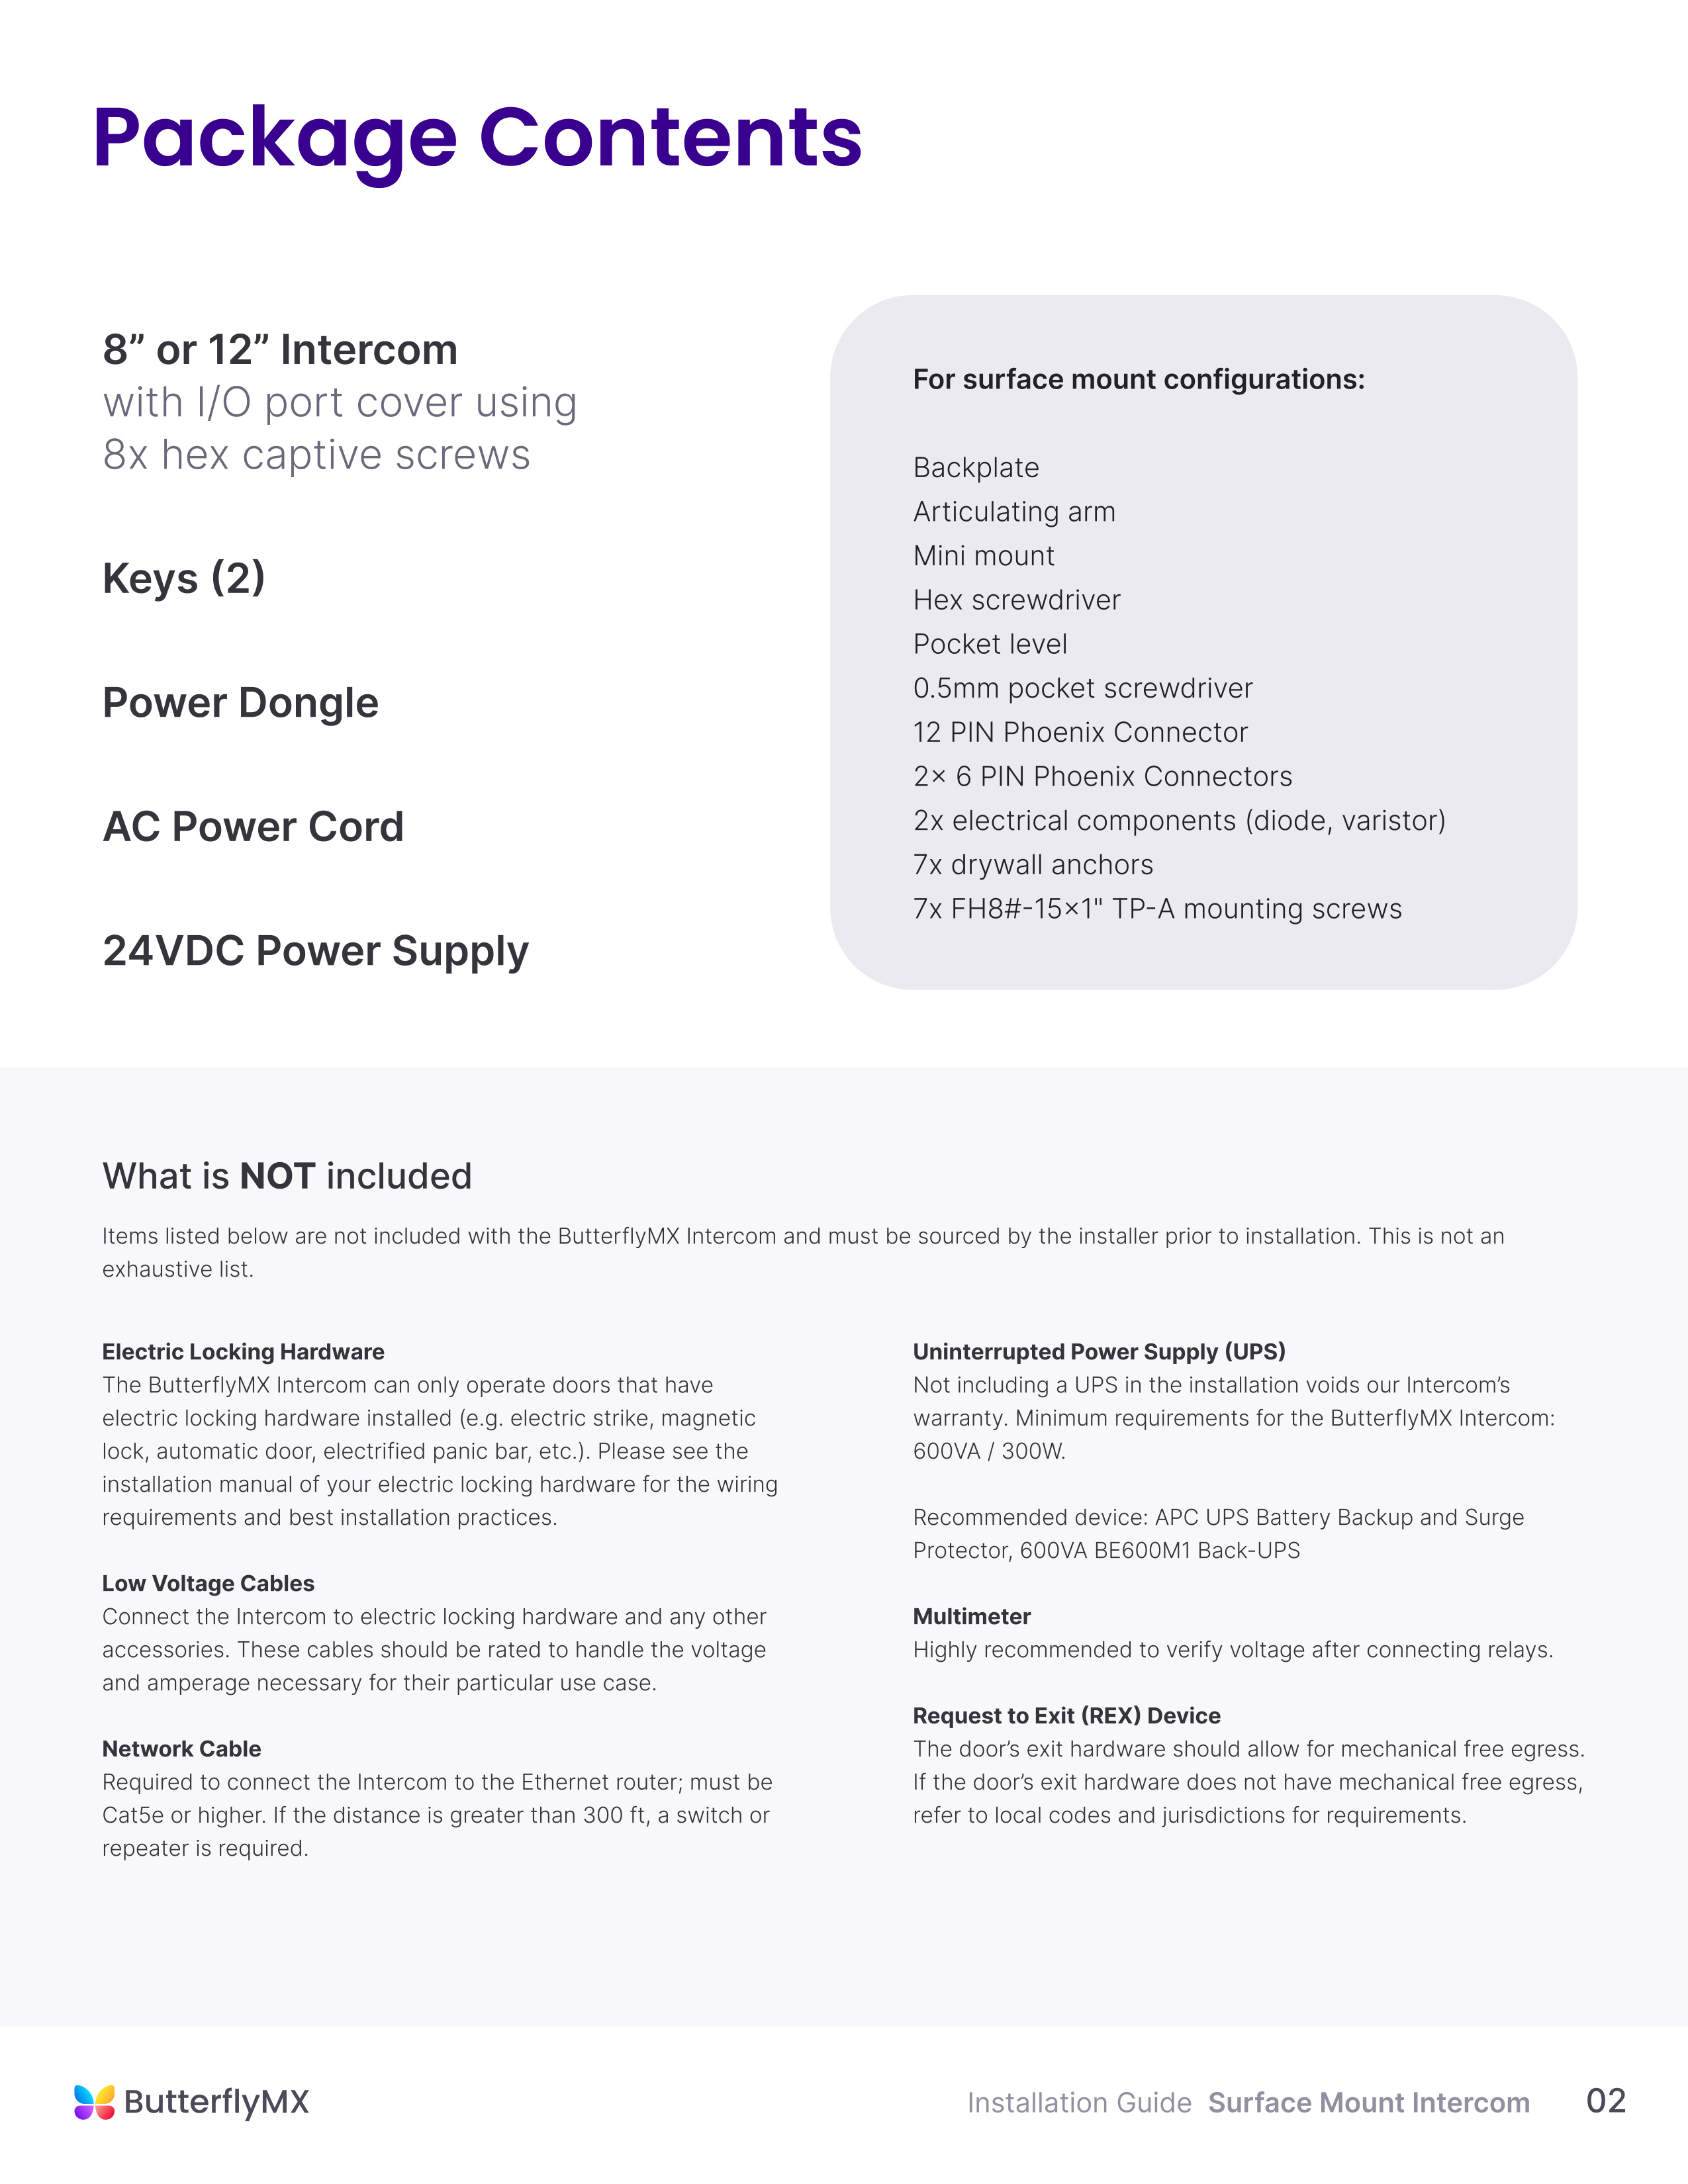 Package Contents
8” or 12” Intercom
with I/O port cover using
8x hex captive screws
Keys (2)
Power Dongle
AC Power Cord
24VDC Power Supply
For surface mount configurations:
Backplate
Articulating arm
Mini mount
Hex screwdriver
Pocket level
0.5mm pocket screwdriver
12 PIN Phoenix Connector
2× 6 PIN Phoenix Connectors
2x electrical components (diode, varistor)
7x drywall anchors
7x FH8#-15×1" TP-A mounting screws
What is NOT included
Items listed below are not included with the ButterflyMX Intercom and must be sourced by the installer prior to installation. This is not an
exhaustive list.
Electric Locking Hardware
The ButterflyMX Intercom can only operate doors that have
electric locking hardware installed (e.g. electric strike, magnetic
lock, automatic door, electrified panic bar, etc.). Please see the
installation manual of your electric locking hardware for the wiring
requirements and best installation practices.
Low Voltage Cables
Connect the Intercom to electric locking hardware and any other
accessories. These cables should be rated to handle the voltage
and amperage necessary for their particular use case.
Network Cable
Required to connect the Intercom to the Ethernet router; must be
Cat5e or higher. If the distance is greater than 300 ft, a switch or
repeater is required.
Uninterrupted Power Supply (UPS)
Not including a UPS in the installation voids our Intercom’s
warranty. Minimum requirements for the ButterflyMX Intercom:
600VA / 300W.
Recommended device: APC UPS Battery Backup and Surge
Protector, 600VA BE600M1 Back-UPS
Multimeter
Highly recommended to verify voltage after connecting relays.
Request to Exit (REX) Device
The door’s exit hardware should allow for mechanical free egress.
If the door’s exit hardware does not have mechanical free egress,
refer to local codes and jurisdictions for requirements.
ButterflyMX
Installation Guide Surface Mount Intercom 02